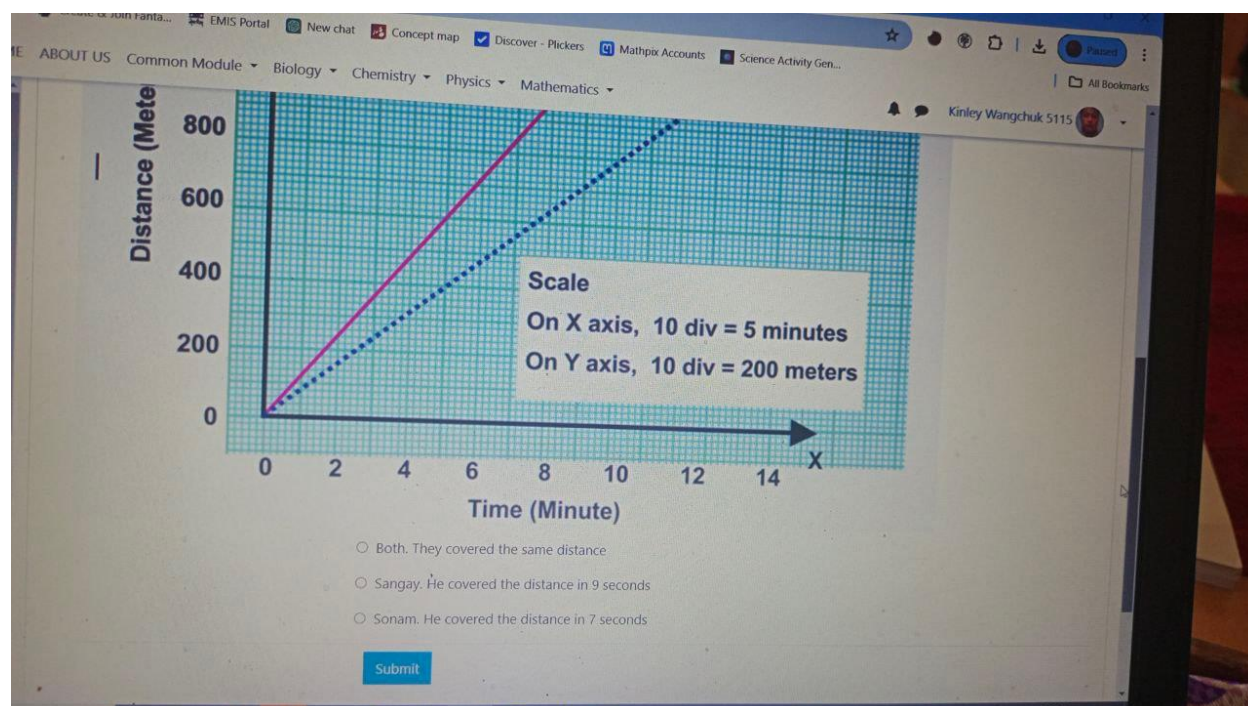 EMIS Portal New chat Concept map Discover - Plickers Mathpix Accounts Science Activity Gen... Paused
All Bookmarks
ABOUT US Common Module Biology Chemistry Physics Mathematics
Kinley Wangchuk 5115
Distance (Mete
800
600
400
200
0
Scale
On X axis, 10 div = 5 minutes
On Y axis, 10 div = 200 meters
X
0 2 4 6 8 10 12 14
Time (Minute)
Both. They covered the same distance
Sangay. He covered the distance in 9 seconds
Sonam. He covered the distance in 7 seconds
Submit